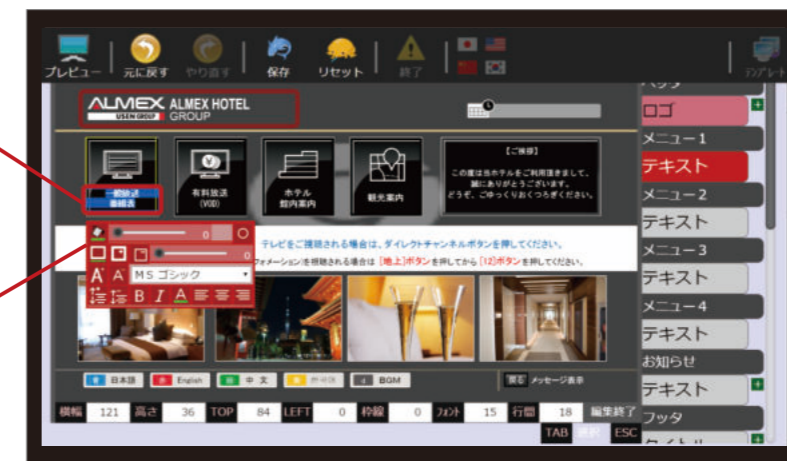 プレビュー 元に戻す やり直す 保存 リセット 終了 テンプレート
ALMEX ALMEX HOTEL
USEN GROUP GROUP
ロゴ
メニュー1
テキスト
メニュー2
テキスト
メニュー3
テキスト
メニュー4
テキスト
お知らせ
テキスト
フッタ
一般放送
番組表
有料放送
(VOD)
ホテル
館内案内
観光案内
【ご挨拶】
この度は当ホテルをご利用頂きまして、
誠にありがとうございます。
どうぞ、ごゆっくりおくつろぎください。
0
0
A A MS ゴシック
B I A
テレビをご視聴される場合は、ダイレクトチャンネルボタンを押してください。
フォメーション)を視聴される場合は [地上]ボタンを押してから [12]ボタンを押してください。
日本語 English 中 文 한국어 BGM 戻る メッセージ表示
横幅 121 高さ 36 TOP 84 LEFT 0 枠線 0 フォント 15 行間 18 編集終了
TAB 選択 ESC